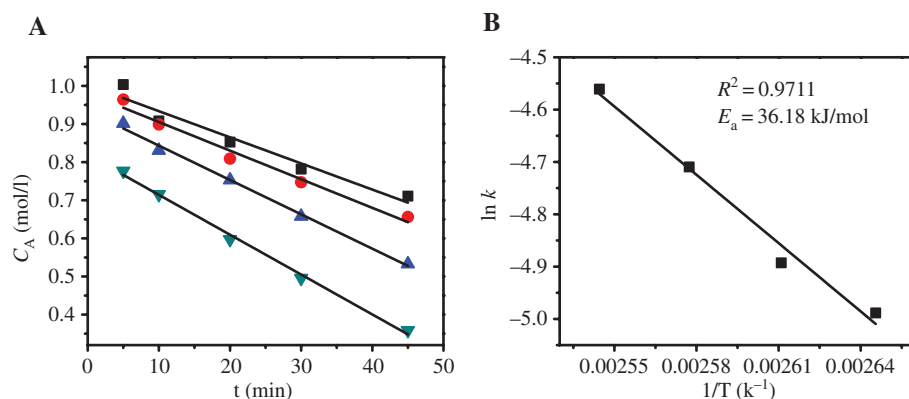 A
B
1.0
0.9
0.8
0.7
0.6
0.5
0.4
C_A (mol/l)
0
10
20
30
40
50
t (min)
−4.5
−4.6
−4.7
−4.8
−4.9
−5.0
ln k
R² = 0.9711
E_a = 36.18 kJ/mol
0.00255
0.00258
0.00261
0.00264
1/T (k⁻¹)